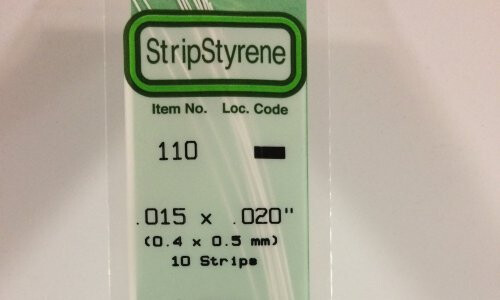 StripStyrene
Item No. Loc. Code
110
.015 x .020"
(0.4 x 0.5 mm)
10 Strips